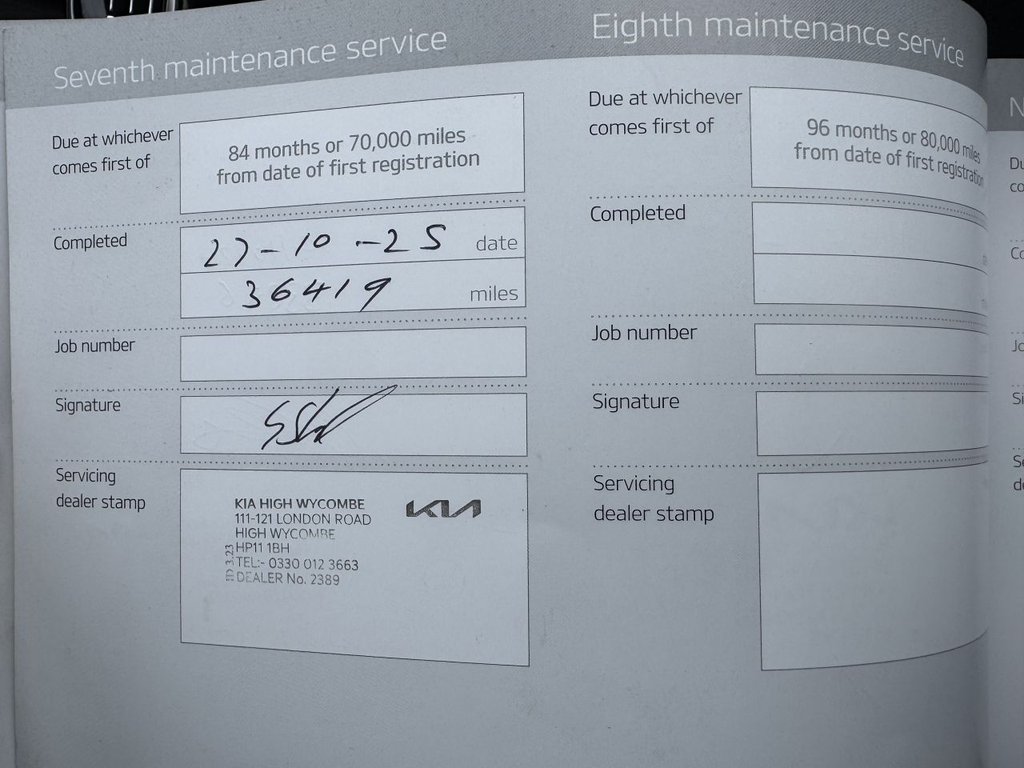 Seventh maintenance service
Due at whichever
comes first of
84 months or 70,000 miles
from date of first registration
Completed
27-10-25 date
36419 miles
Job number
Signature
Servicing
dealer stamp
KIA HIGH WYCOMBE
111-121 LONDON ROAD
HIGH WYCOMBE
HP11 1BH
TEL:- 0330 012 3663
DEALER No. 2389
KIA
Eighth maintenance service
Due at whichever
comes first of
96 months or 80,000 miles
from date of first registration
Completed
Job number
Signature
Servicing
dealer stamp